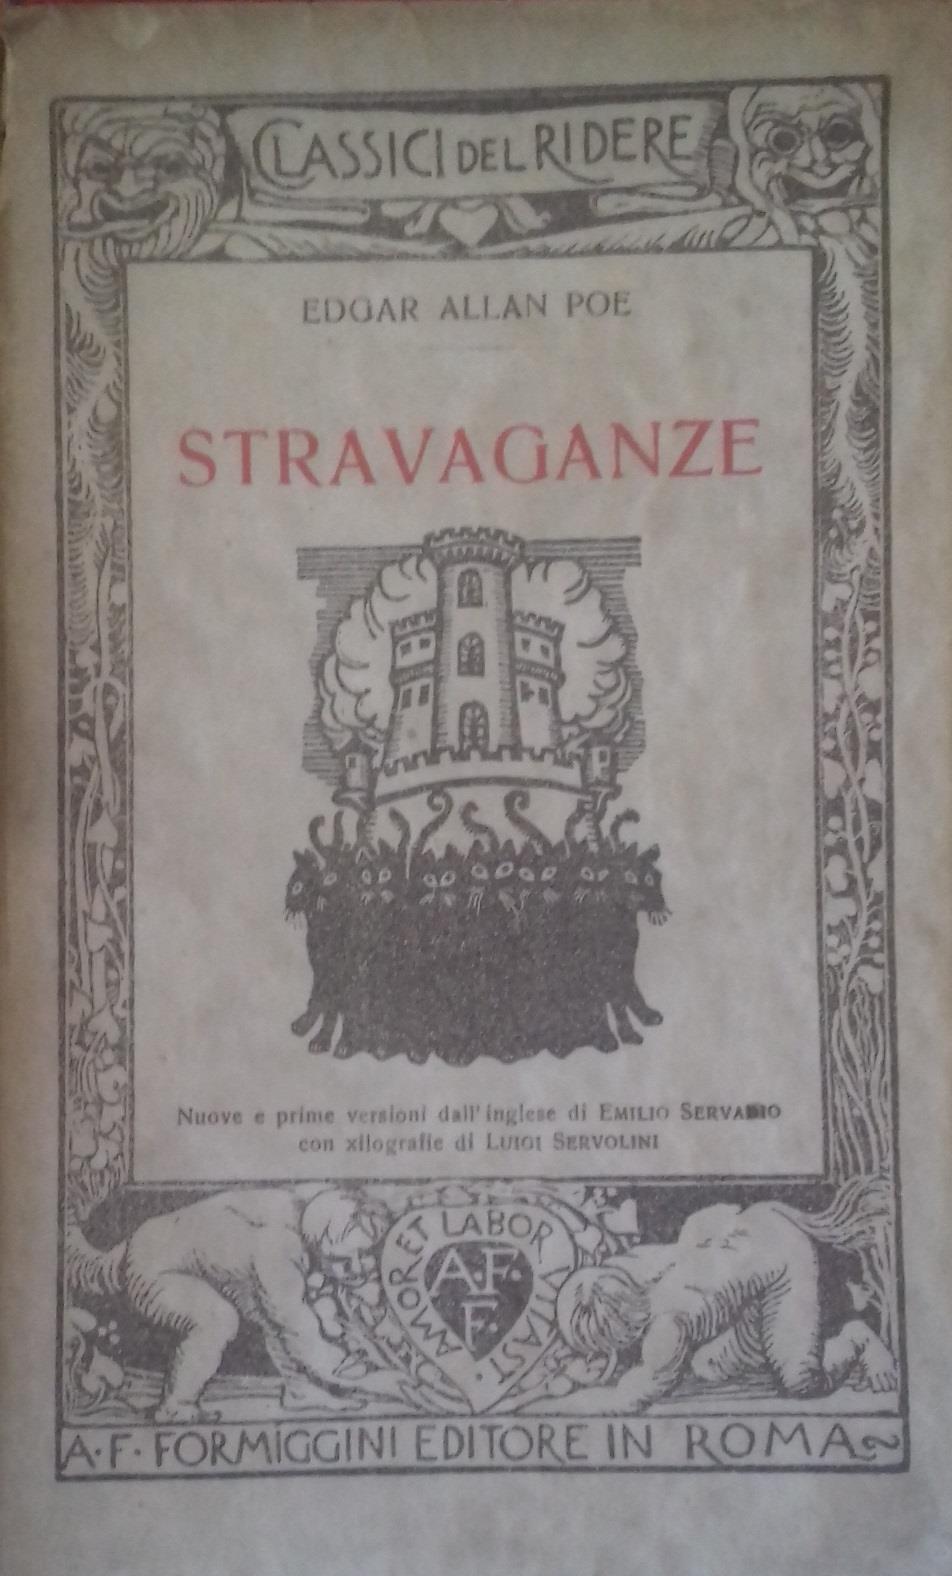 CLASSICI DEL RIDERE
EDGAR ALLAN POE
STRAVAGANZE
Nuove e prime versioni dall'inglese di EMILIO SERVADIO
con xilografie di LUIGI SERVOLINI
AMOR ET LABOR VITAST
A.F.
F.
A. F. FORMIGGINI EDITORE IN ROMA